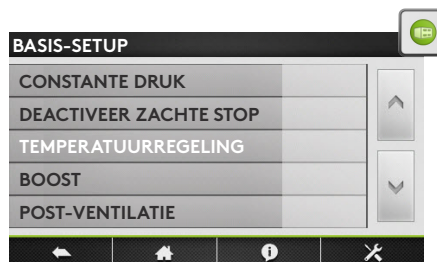 BASIS-SETUP
CONSTANTE DRUK
DEACTIVEER ZACHTE STOP
TEMPERATUURREGELING
BOOST
POST-VENTILATIE